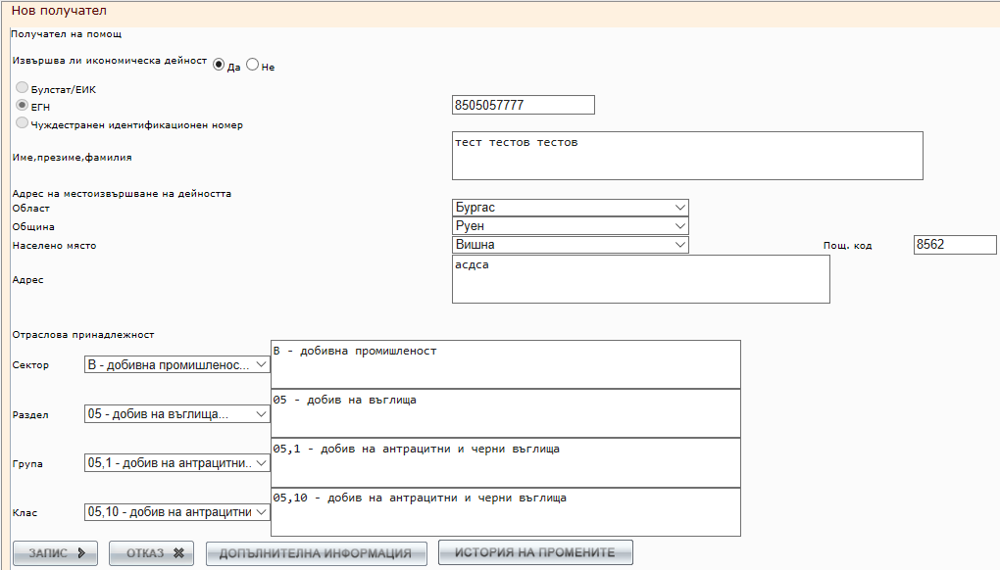 Нов получател
Получател на помощ
Извършва ли икономическа дейност Да Не
Булстат/ЕИК
ЕГН 8505057777
Чуждестранен идентификационен номер
Име,презиме,фамилия тест тестов тестов
Адрес на местоизвършване на дейността
Област Бургас
Община Руен
Населено място Вишна Пощ. код 8562
Адрес асдса
Отраслова принадлежност
Сектор B - добивна промишленос... B - добивна промишленост
Раздел 05 - добив на въглища... 05 - добив на въглища
Група 05,1 - добив на антрацитни.. 05,1 - добив на антрацитни и черни въглища
Клас 05,10 - добив на антрацитни 05,10 - добив на антрацитни и черни въглища
ЗАПИС ОТКАЗ ДОПЪЛНИТЕЛНА ИНФОРМАЦИЯ ИСТОРИЯ НА ПРОМЕНИТЕ